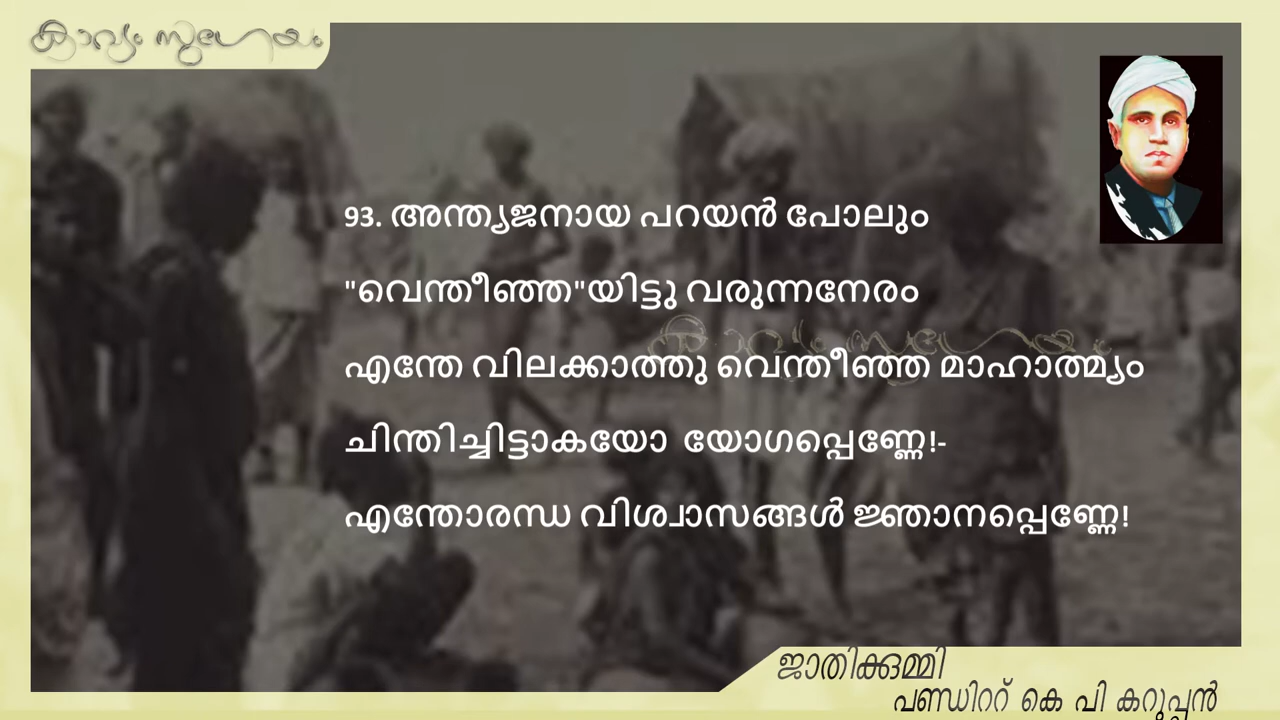 കാവ്യം സുഗേയം
93. അന്ത്യജനായ പറയൻ പോലും
"വെന്തീഞ്ഞ"യിട്ടു വരുന്നനേരം
കാവ്യം സുഗേയം
എന്തേ വിലക്കാത്തു വെന്തീഞ്ഞ മാഹാത്മ്യം
ചിന്തിച്ചിട്ടാകയോ യോഗപ്പെണ്ണേ!-
എന്തോരന്ധ വിശ്വാസങ്ങൾ ജ്ഞാനപ്പെണ്ണേ!
ജാതിക്കുമ്മി
പണ്ഡിററ് കെ പി കറുപ്പൻ